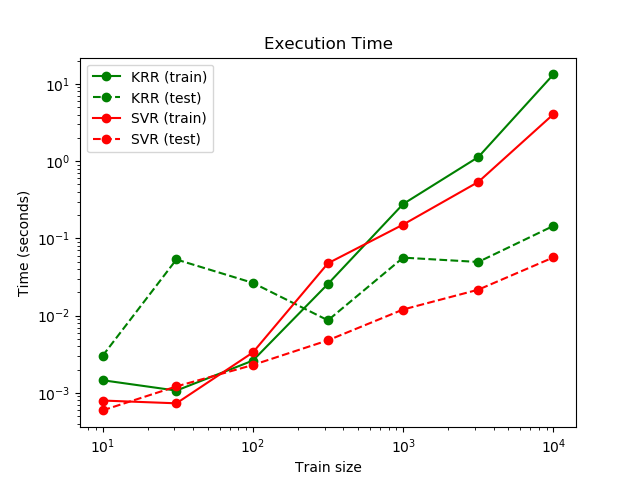 Execution Time
KRR (train)
KRR (test)
SVR (train)
SVR (test)
10¹
10⁰
10⁻¹
10⁻²
10⁻³
Time (seconds)
10¹ 10² 10³ 10⁴
Train size